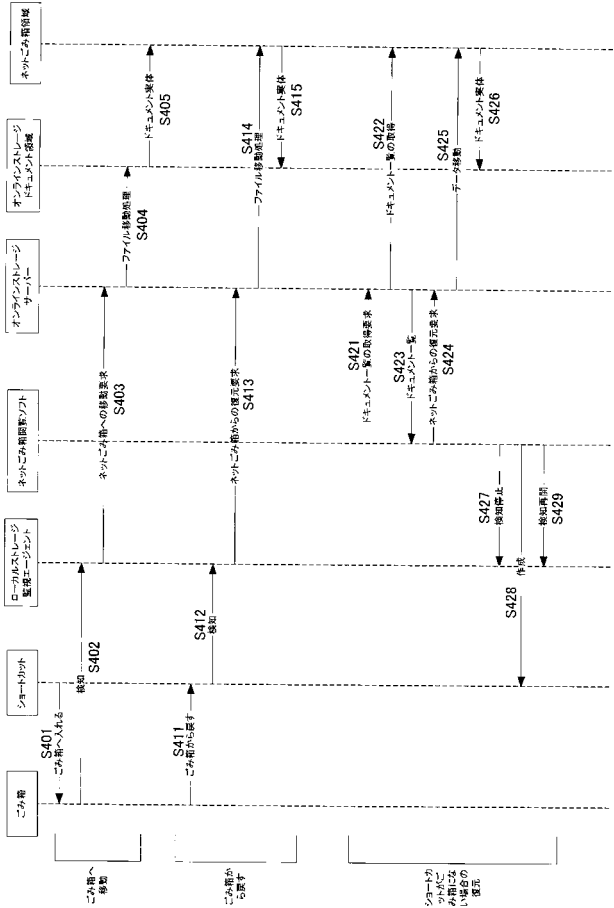 ごみ箱
ショートカット
ローカルストレージ
監視エージェント
ネットごみ箱閲覧ソフト
オンラインストレージ
サーバー
オンラインストレージ
ドキュメント領域
ネットごみ箱領域
ごみ箱へ
移動
S401
ごみ箱へ入れる
検知
S402
ネットごみ箱への移動要求
S403
ファイル移動処理
S404
ドキュメント実体
S405
ごみ箱か
ら戻す
S411
ごみ箱から戻す
S412
検知
ネットごみ箱からの復元要求
S413
S414
ファイル移動処理
ドキュメント実体
S415
ショートカ
ットがご
み箱にな
い場合の
復元
S421
ドキュメント一覧の取得要求
S422
ドキュメント一覧の取得
S423
ドキュメント一覧
ネットごみ箱からの復元要求
S424
S425
データ移動
ドキュメント実体
S426
S427
検知停止
作成
S428
検知再開
S429